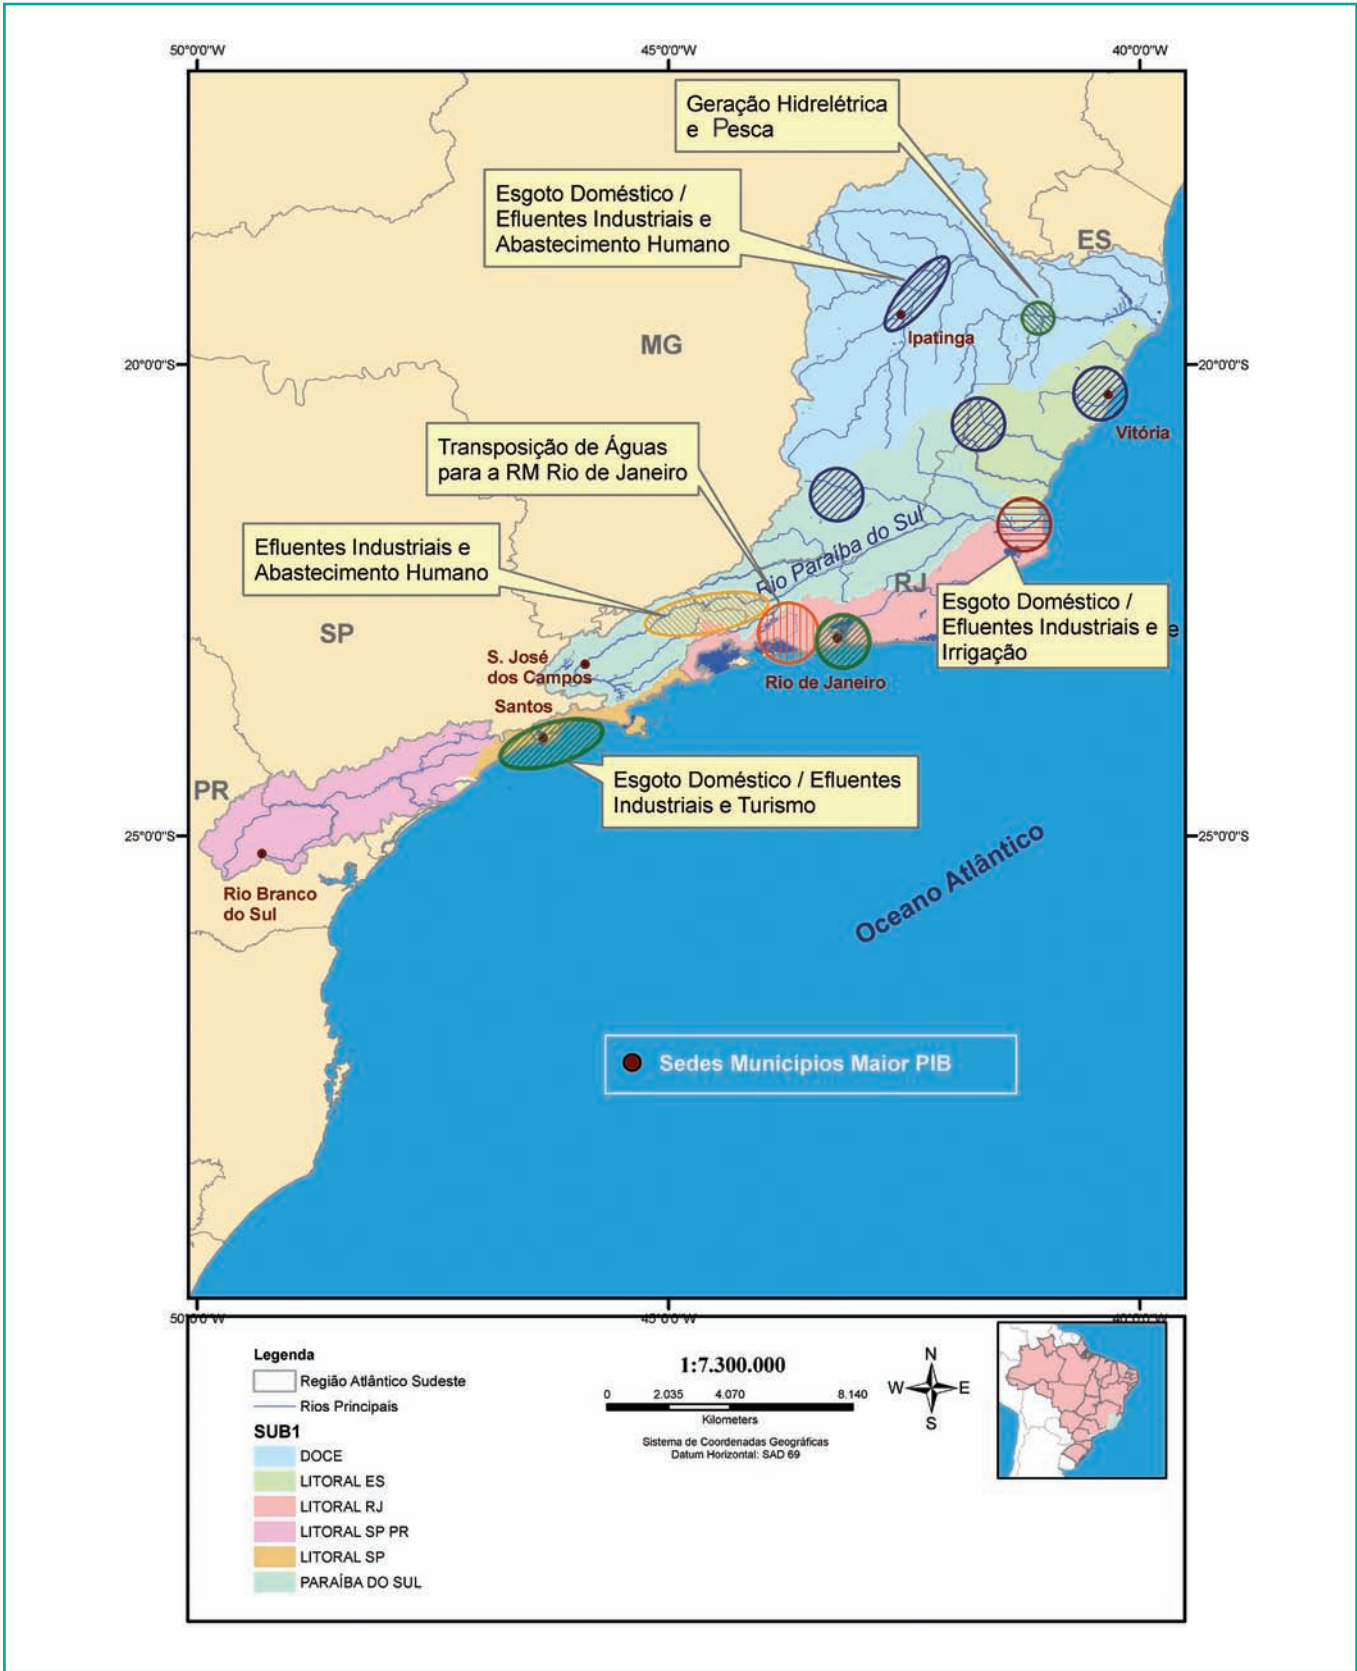 50°0'0"W
45°0'0"W
40°0'0"W
Geração Hidrelétrica
e Pesca
Esgoto Doméstico /
Efluentes Industriais e
Abastecimento Humano
ES
MG
Ipatinga
20°0'0"S
20°0'0"S
Vitória
Transposição de Águas
para a RM Rio de Janeiro
Rio Paraíba do Sul
Efluentes Industriais e
Abastecimento Humano
RJ
Esgoto Doméstico /
Efluentes Industriais e
Irrigação
e
SP
S. José
dos Campos
Rio de Janeiro
Santos
PR
Esgoto Doméstico / Efluentes
Industriais e Turismo
25°0'0"S
25°0'0"S
Oceano Atlântico
Rio Branco
do Sul
Sedes Municípios Maior PIB
50°0'0"W
45°0'0"W
40°0'0"W
Legenda
Região Atlântico Sudeste
Rios Principais
SUB1
DOCE
LITORAL ES
LITORAL RJ
LITORAL SP PR
LITORAL SP
PARAÍBA DO SUL
1:7.300.000
0 2.035 4.070 8.140
Kilometers
Sistema de Coordenadas Geográficas
Datum Horizontal: SAD 69
N
W E
S